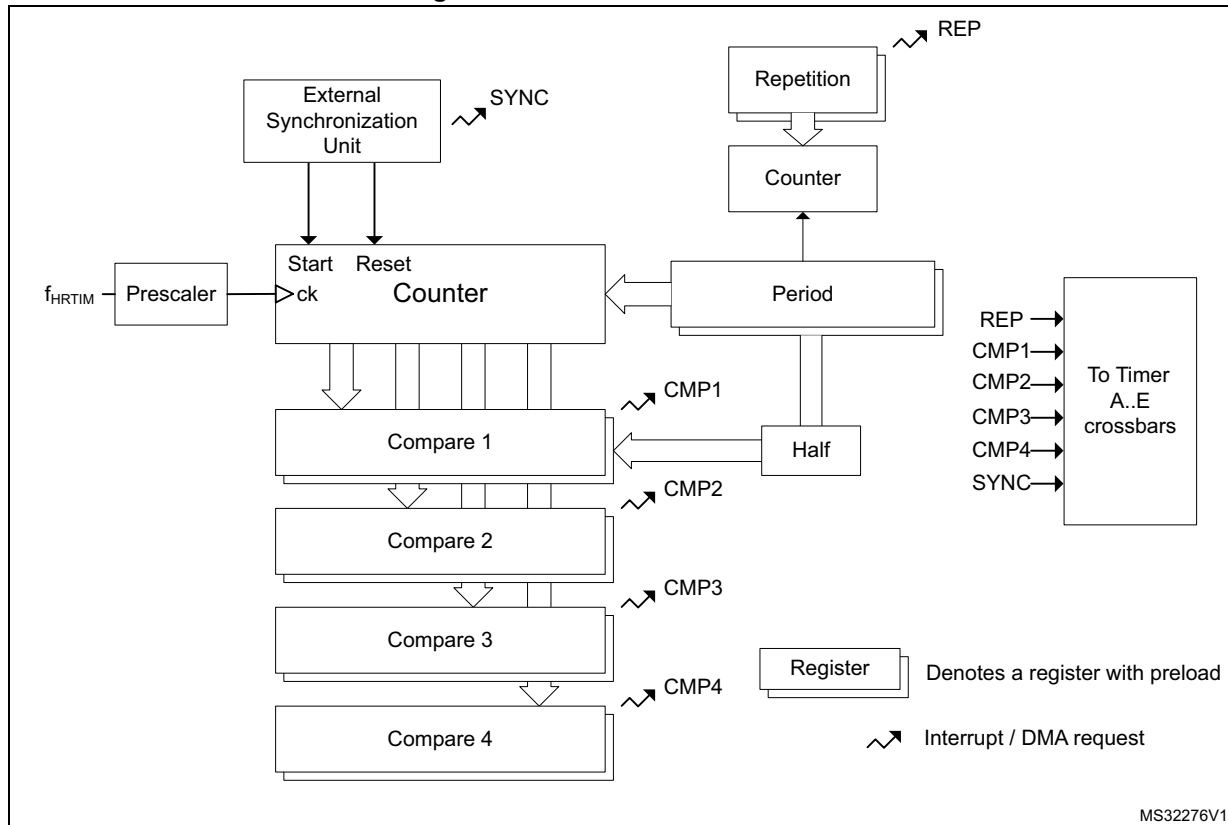 REP
Repetition
External
Synchronization
Unit
SYNC
Counter
Start Reset
fHRTIM
Prescaler
ck
Counter
Period
REP
CMP1
CMP2
CMP3
CMP4
SYNC
To Timer
A..E
crossbars
CMP1
Compare 1
Half
CMP2
Compare 2
CMP3
Compare 3
Register
Denotes a register with preload
CMP4
Compare 4
Interrupt / DMA request
MS32276V1